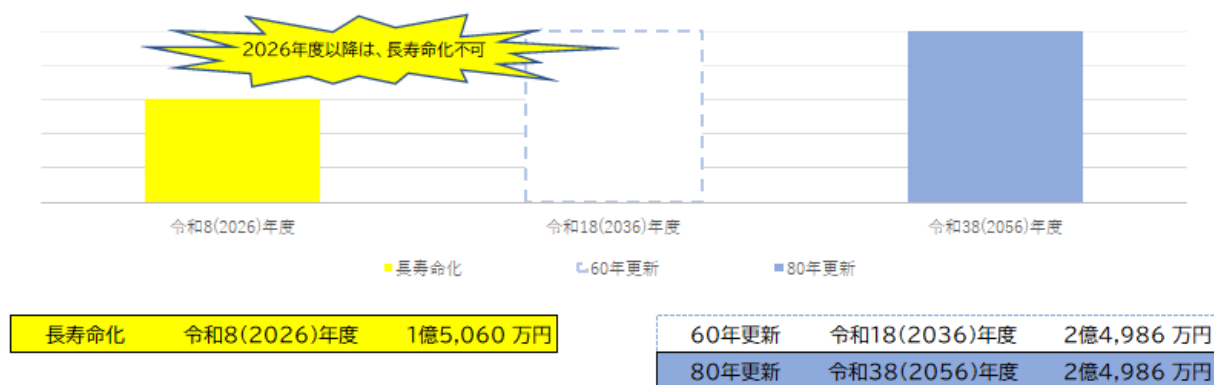 2026年度以降は、長寿命化不可
令和8(2026)年度
令和18(2036)年度
令和38(2056)年度
長寿命化
60年更新
80年更新
長寿命化 令和8(2026)年度 1億5,060 万円
60年更新 令和18(2036)年度 2億4,986 万円
80年更新 令和38(2056)年度 2億4,986 万円